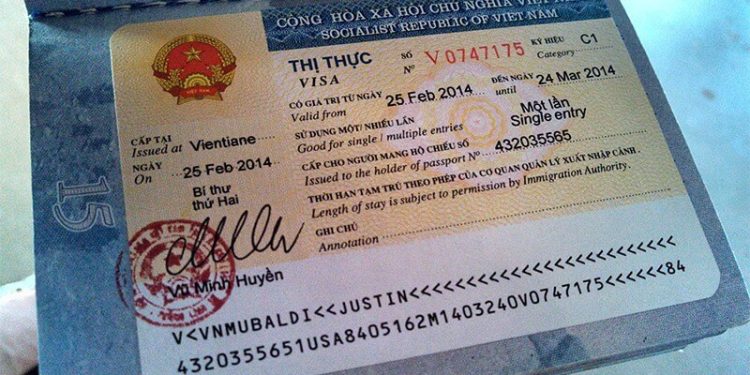 CỘNG HÒA XÃ HỘI CHỦ NGHĨA VIỆT
SOCIALIST REPUBLIC OF VIET NAM
THỊ THỰC SỐ V0747175 KÝ HIỆU C1
VISA Nº Category
CÓ GIÁ TRỊ TỪ NGÀY 25 Feb 2014 ĐẾN NGÀY 24 Mar 2014
Valid from until
CẤP TẠI Vientiane SỬ DỤNG MỘT/ NHIỀU LẦN Một lần
Issued at Good for single / multiple entries Single entry
NGÀY 25 Feb 2014 CẤP CHO NGƯỜI MANG HỘ CHIẾU SỐ 432035565
On Issued to the holder of passport Nº
Bí thư THỜI HẠN TẠM TRÚ THEO PHÉP CỦA CƠ QUAN QUẢN LÝ XUẤT NHẬP CẢNH.
thứ Hai Length of stay is subject to permission by Immigration Authority.
GHI CHÚ
Annotation
Vũ Minh Huyền
V<VNMUBALDI<<JUSTIN<<<<<<<<<<<<<<<<<<<<<<<<
4320355651USA8405162M1403240V0747175<<<<<<84
15
VIỆT NAM